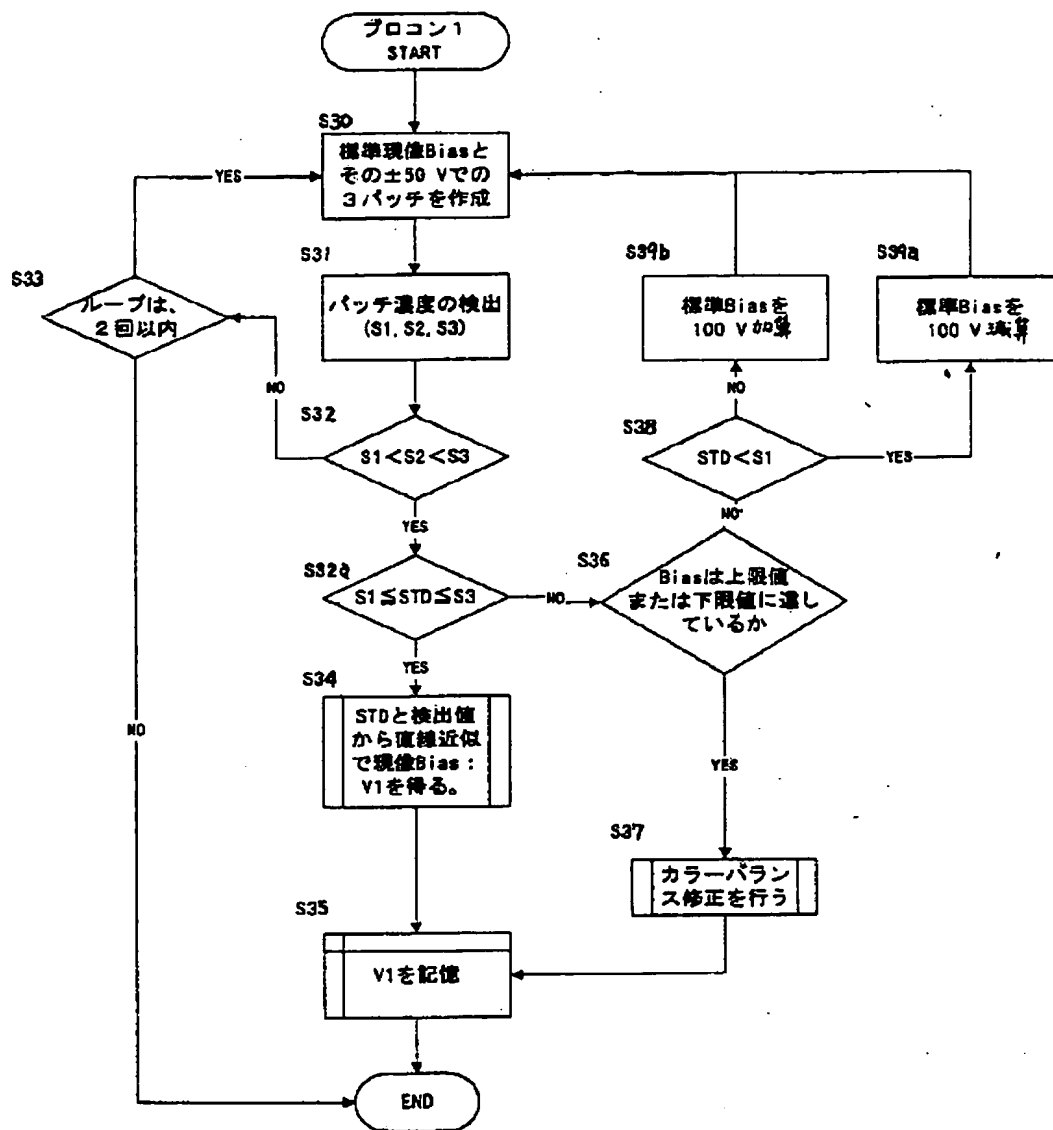 プロコン1
START
S30
標準現像Biasと
その±50 Vでの
3パッチを作成
YES
S31
パッチ濃度の検出
(S1, S2, S3)
S33
ループは、
2回以内
NO
NO
S32
S1<S2<S3
YES
S32a
S1≦STD≦S3
NO
YES
S34
STDと検出値
から直線近似
で現像Bias:
V1を得る。
S35
V1を記憶
END
S39b
標準Biasを
100 V加算
S39a
標準Biasを
100 V減算
NO
S38
STD<S1
YES
NO
S36
Biasは上限値
または下限値に達し
ているか
YES
S37
カラーバラン
ス修正を行う